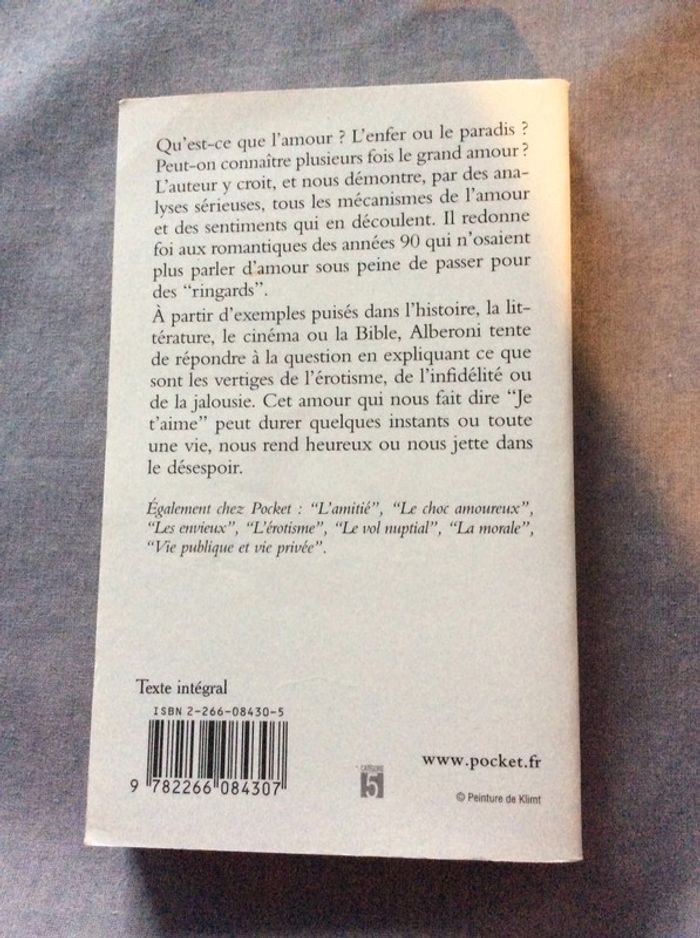 Qu'est-ce que l'amour ? L'enfer ou le paradis ?
Peut-on connaître plusieurs fois le grand amour ?
L'auteur y croit, et nous démontre, par des ana-
lyses sérieuses, tous les mécanismes de l'amour
et des sentiments qui en découlent. Il redonne
foi aux romantiques des années 90 qui n'osaient
plus parler d'amour sous peine de passer pour
des “ringards”.
À partir d'exemples puisés dans l'histoire, la lit-
térature, le cinéma ou la Bible, Alberoni tente
de répondre à la question en expliquant ce que
sont les vertiges de l'érotisme, de l'infidélité ou
de la jalousie. Cet amour qui nous fait dire “Je
t'aime” peut durer quelques instants ou toute
une vie, nous rend heureux ou nous jette dans
le désespoir.
Également chez Pocket : “L'amitié”, “Le choc amoureux”,
“Les envieux”, “L'érotisme”, “Le vol nuptial”, “La morale”,
“Vie publique et vie privée”.
Texte intégral
ISBN 2-266-08430-5
9 782266 084307
CATÉGORIE
5
www.pocket.fr
© Peinture de Klimt